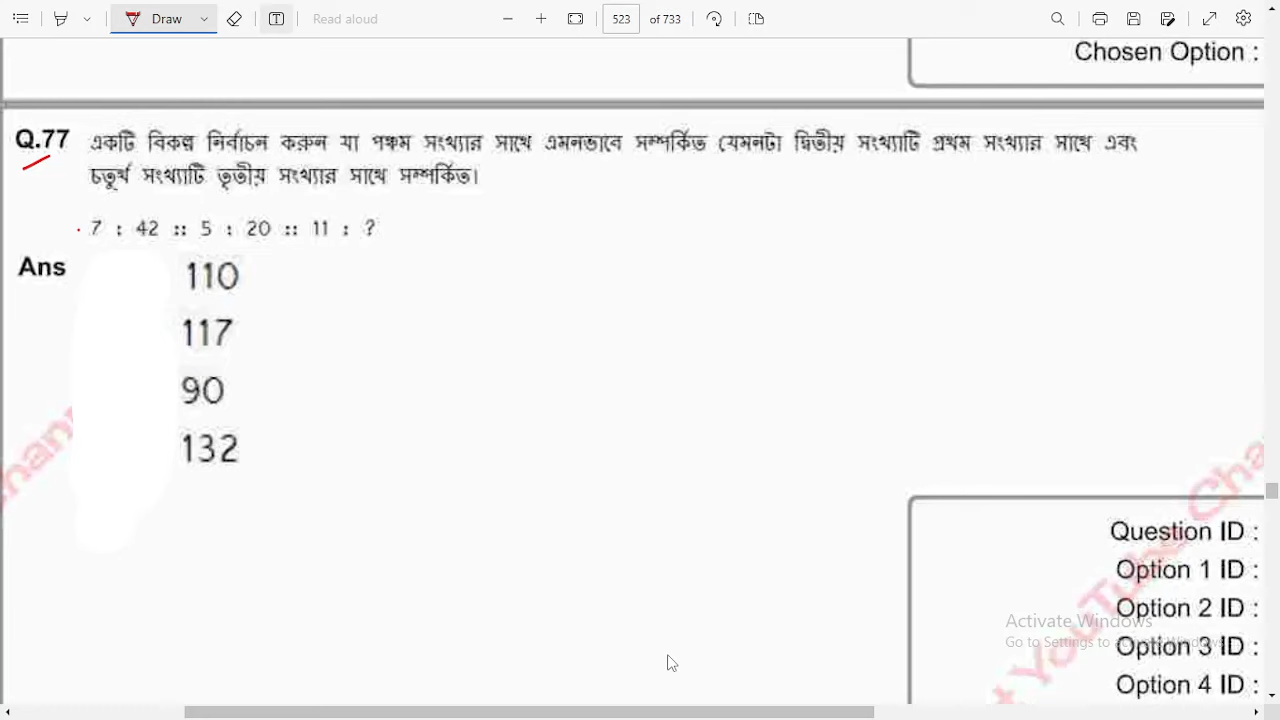 Draw
Read aloud
523 of 733
Chosen Option :
Q.77 একটি বিকল্প নির্বাচন করুন যা পঞ্চম সংখ্যার সাথে এমনভাবে সম্পর্কিত যেমনটা দ্বিতীয় সংখ্যাটি প্রথম সংখ্যার সাথে এবং
চতুর্থ সংখ্যাটি তৃতীয় সংখ্যার সাথে সম্পর্কিত।
7 : 42 :: 5 : 20 :: 11 : ?
Ans
110
117
90
132
Question ID :
Option 1 ID :
Option 2 ID :
Option 3 ID :
Option 4 ID :
Activate Windows
YouTube